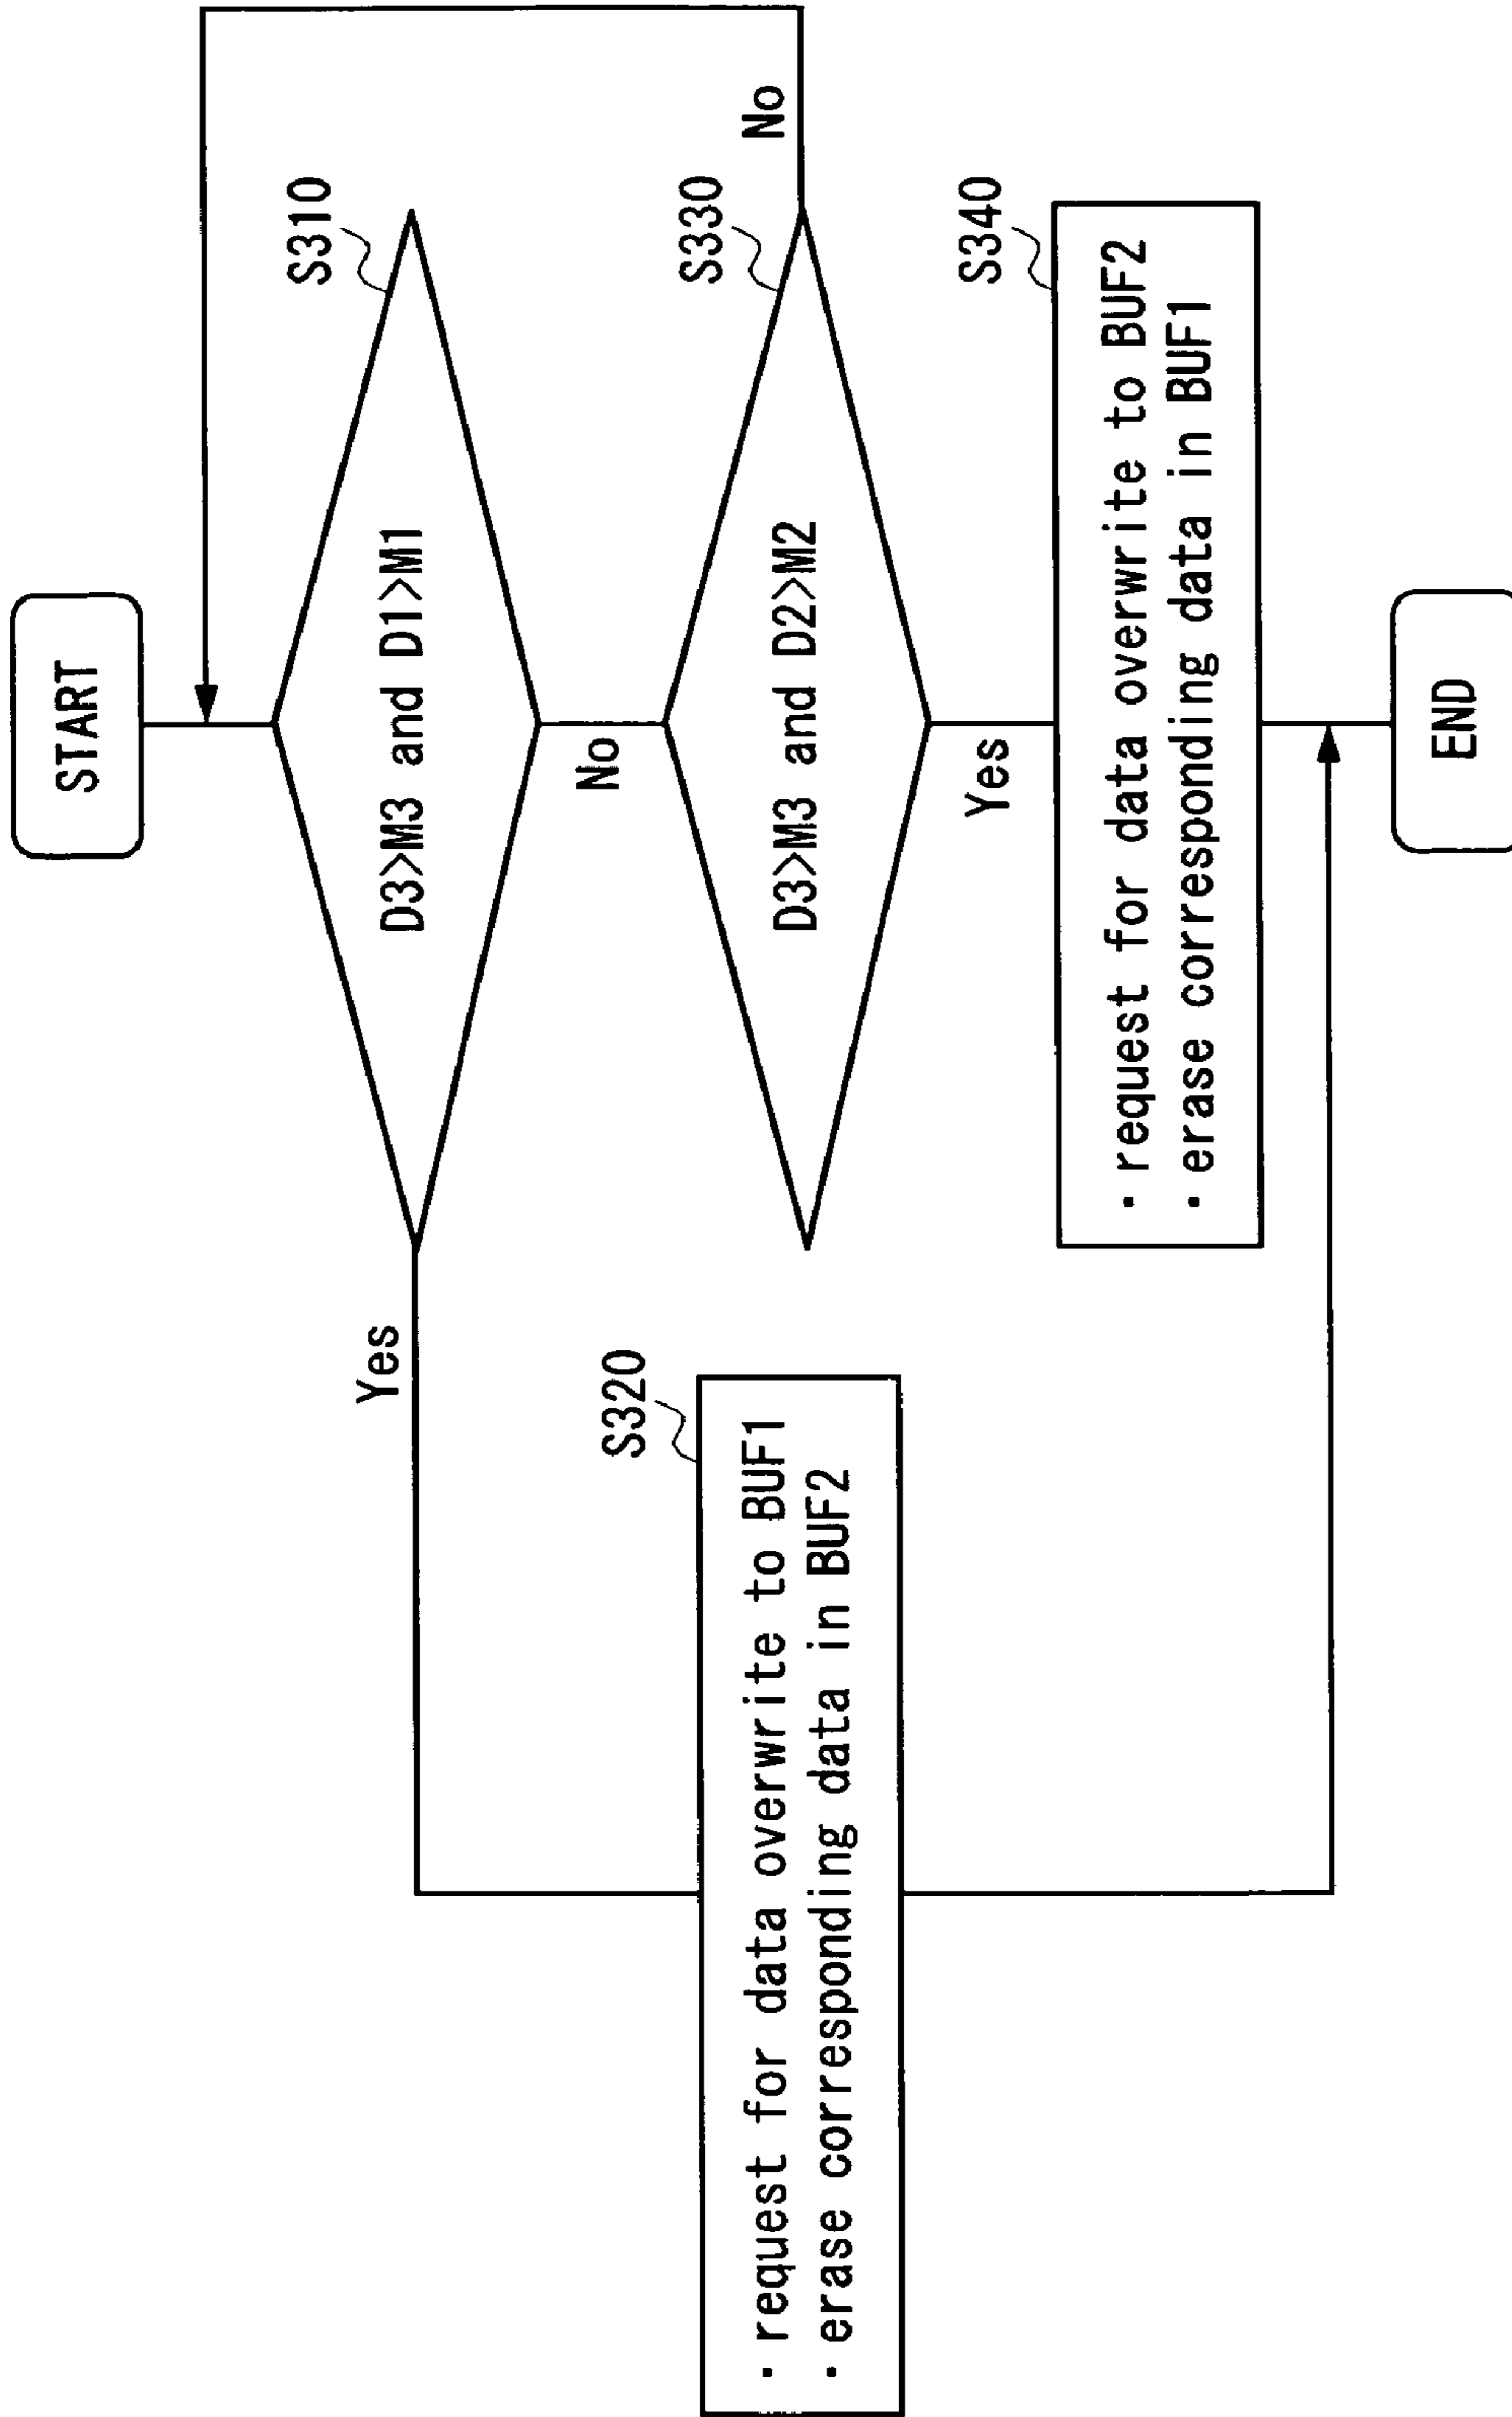 START
S310
D3>M3 and D1>M1
Yes
No
S330
D3>M3 and D2>M2
No
Yes
S320
· request for data overwrite to BUF1
· erase corresponding data in BUF2
S340
· request for data overwrite to BUF2
· erase corresponding data in BUF1
END